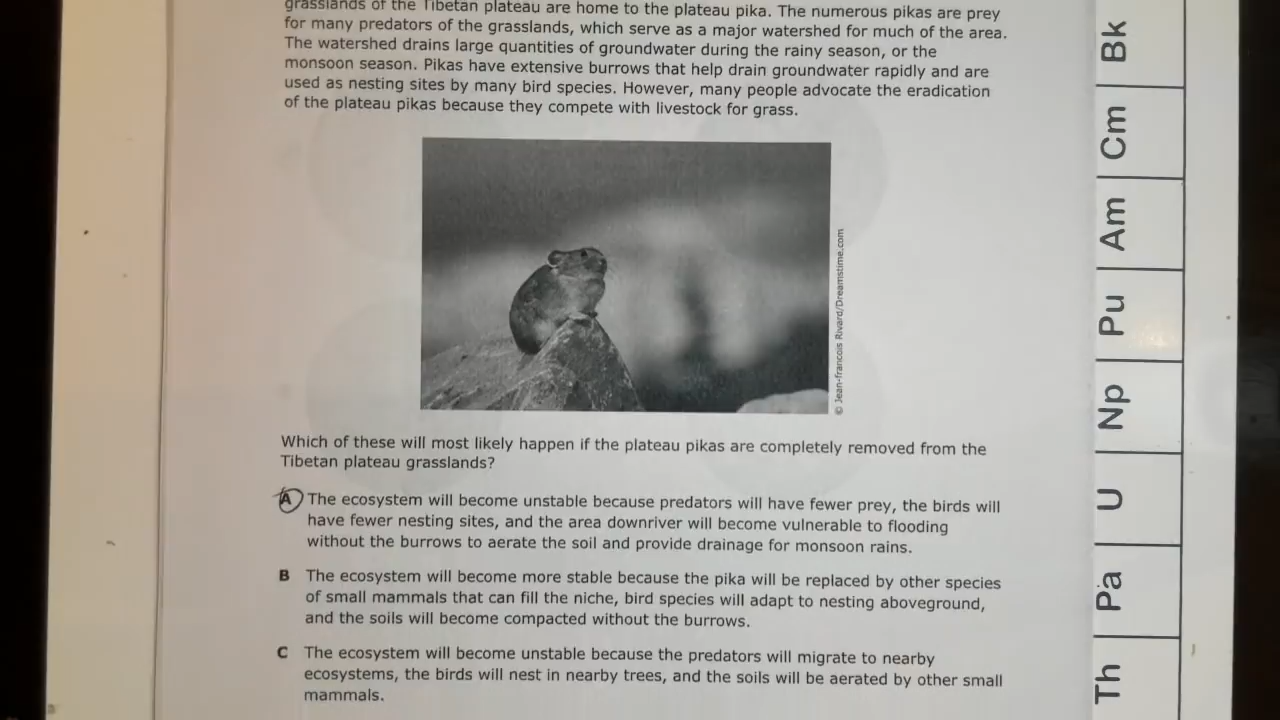 grasslands of the Tibetan plateau are home to the plateau pika. The numerous pikas are prey
for many predators of the grasslands, which serve as a major watershed for much of the area.
The watershed drains large quantities of groundwater during the rainy season, or the
monsoon season. Pikas have extensive burrows that help drain groundwater rapidly and are
used as nesting sites by many bird species. However, many people advocate the eradication
of the plateau pikas because they compete with livestock for grass.
© Jean-francois Rivard/Dreamstime.com
Which of these will most likely happen if the plateau pikas are completely removed from the
Tibetan plateau grasslands?
A The ecosystem will become unstable because predators will have fewer prey, the birds will
have fewer nesting sites, and the area downriver will become vulnerable to flooding
without the burrows to aerate the soil and provide drainage for monsoon rains.
B The ecosystem will become more stable because the pika will be replaced by other species
of small mammals that can fill the niche, bird species will adapt to nesting aboveground,
and the soils will become compacted without the burrows.
C The ecosystem will become unstable because the predators will migrate to nearby
ecosystems, the birds will nest in nearby trees, and the soils will be aerated by other small
mammals.
Th
Pa
U
Np
Pu
Am
Cm
Bk